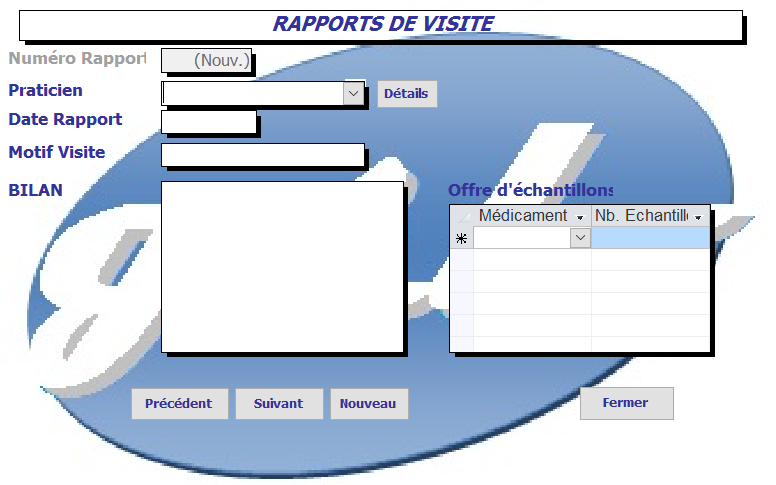 RAPPORTS DE VISITE
Numéro Rapport (Nouv.)
Praticien Détails
Date Rapport
Motif Visite
BILAN Offre d'échantillons
Médicament Nb. Echantill
Précédent Suivant Nouveau Fermer